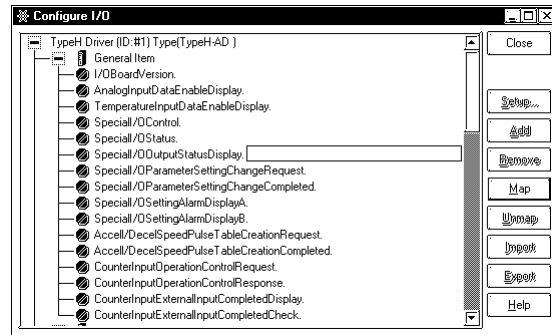 Configure I/O
TypeH Driver (ID:#1) Type(TypeH-AD )
General Item
I/OBoardVersion.
AnalogInputDataEnableDisplay.
TemperatureInputDataEnableDisplay.
SpecialI/OControl.
SpecialI/OStatus.
SpecialI/OOutputStatusDisplay.
SpecialI/OParameterSettingChangeRequest.
SpecialI/OParameterSettingChangeCompleted.
SpecialI/OSettingAlarmDisplayA.
SpecialI/OSettingAlarmDisplayB.
Accell/DecelSpeedPulseTableCreationRequest.
Accell/DecelSpeedPulseTableCreationCompleted.
CounterInputOperationControlRequest.
CounterInputOperationControlResponse.
CounterInputExternalInputCompletedDisplay.
CounterInputExternalInputCompletedCheck.
Close
Setup...
Add
Remove
Map
Unmap
Import
Export
Help